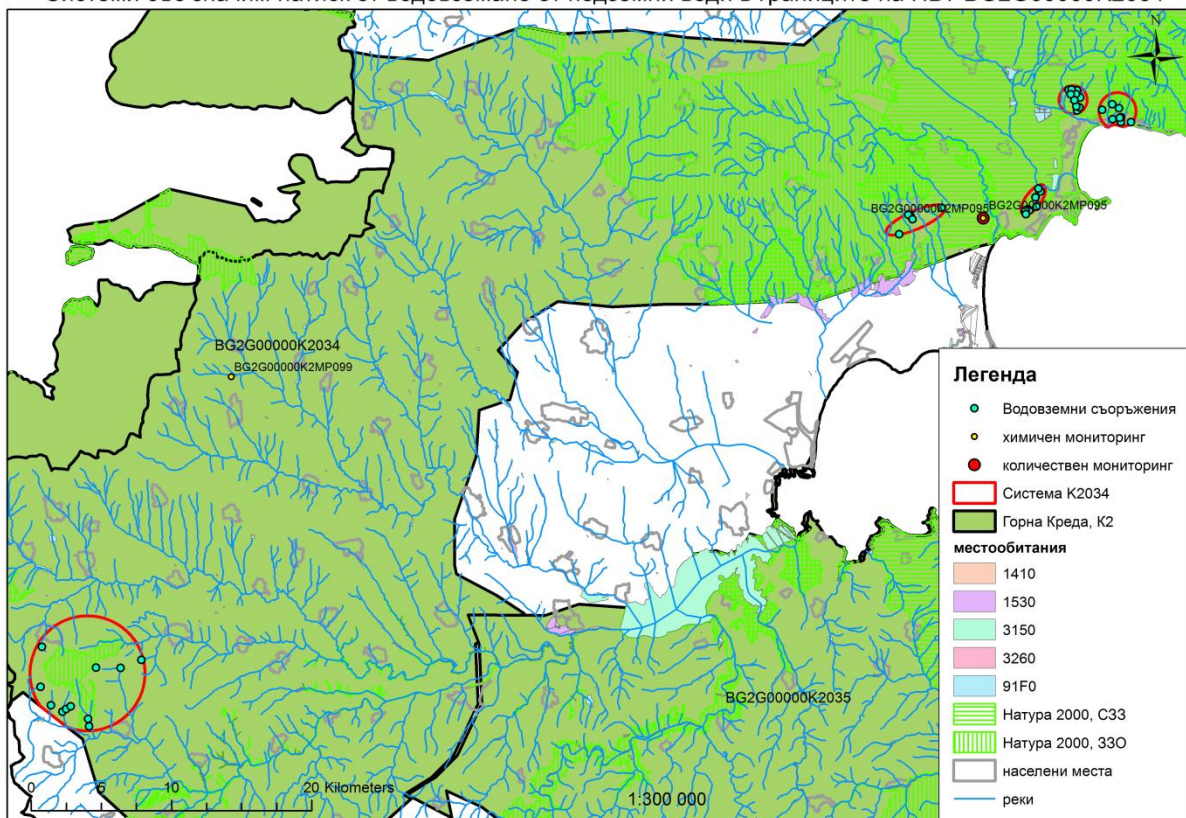 N
BG2G00000K2MP095
BG2G00000K2MP095
BG2G00000K2034
BG2G00000K2MP099
BG2G00000K2035
0 5 10 20 Kilometers
1:300 000
Легенда
Водовземни съоръжения
химичен мониторинг
количествен мониторинг
Система K2034
Горна Креда, K2
местообитания
1410
1530
3150
3260
91F0
Натура 2000, СЗЗ
Натура 2000, ЗЗО
населени места
реки